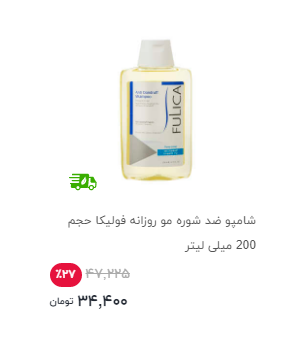 Anti Dandruff
Shampoo
FULICA
شامپو ضد شوره مو روزانه فولیکا حجم
200 میلی لیتر
۴۷,۲۲۵ ٪۲۷
۳۴,۴۰۰ تومان